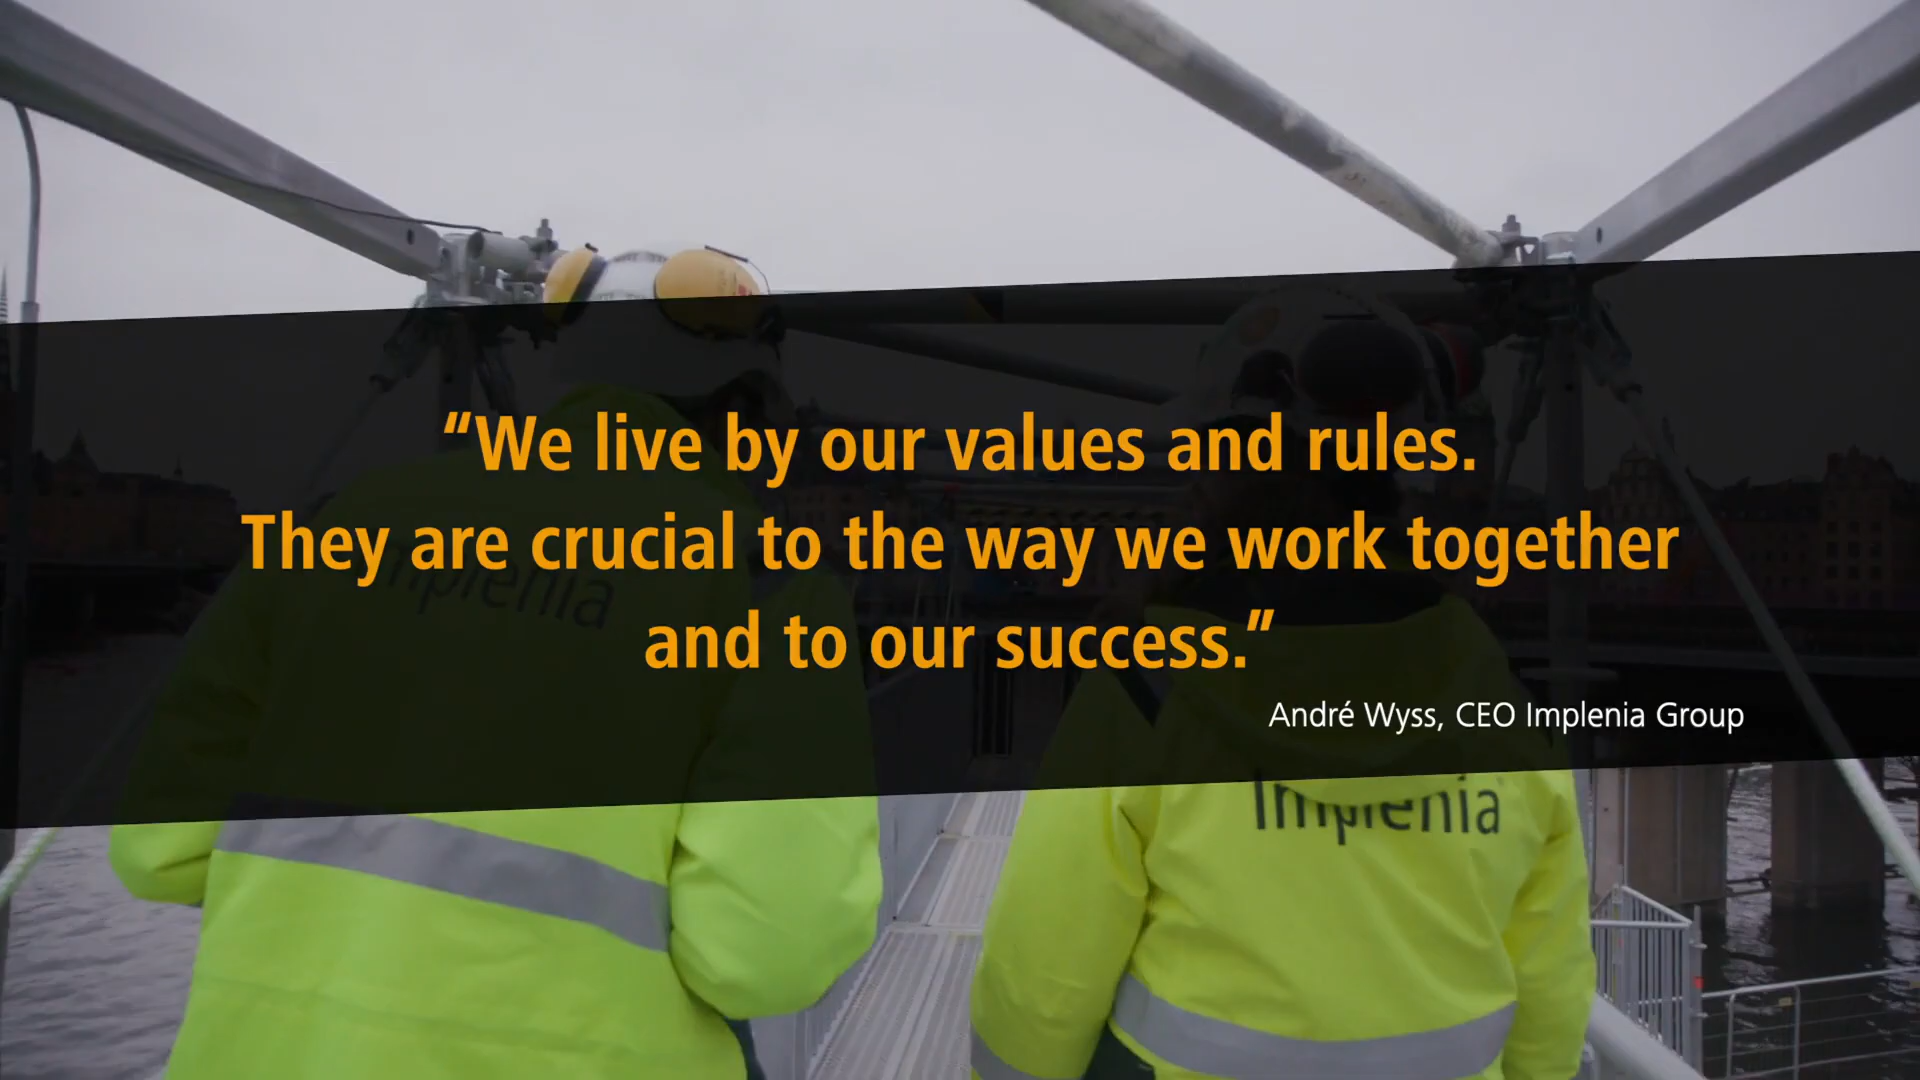 “We live by our values and rules.
They are crucial to the way we work together
and to our success.”
André Wyss, CEO Implenia Group
Implenia
Implenia